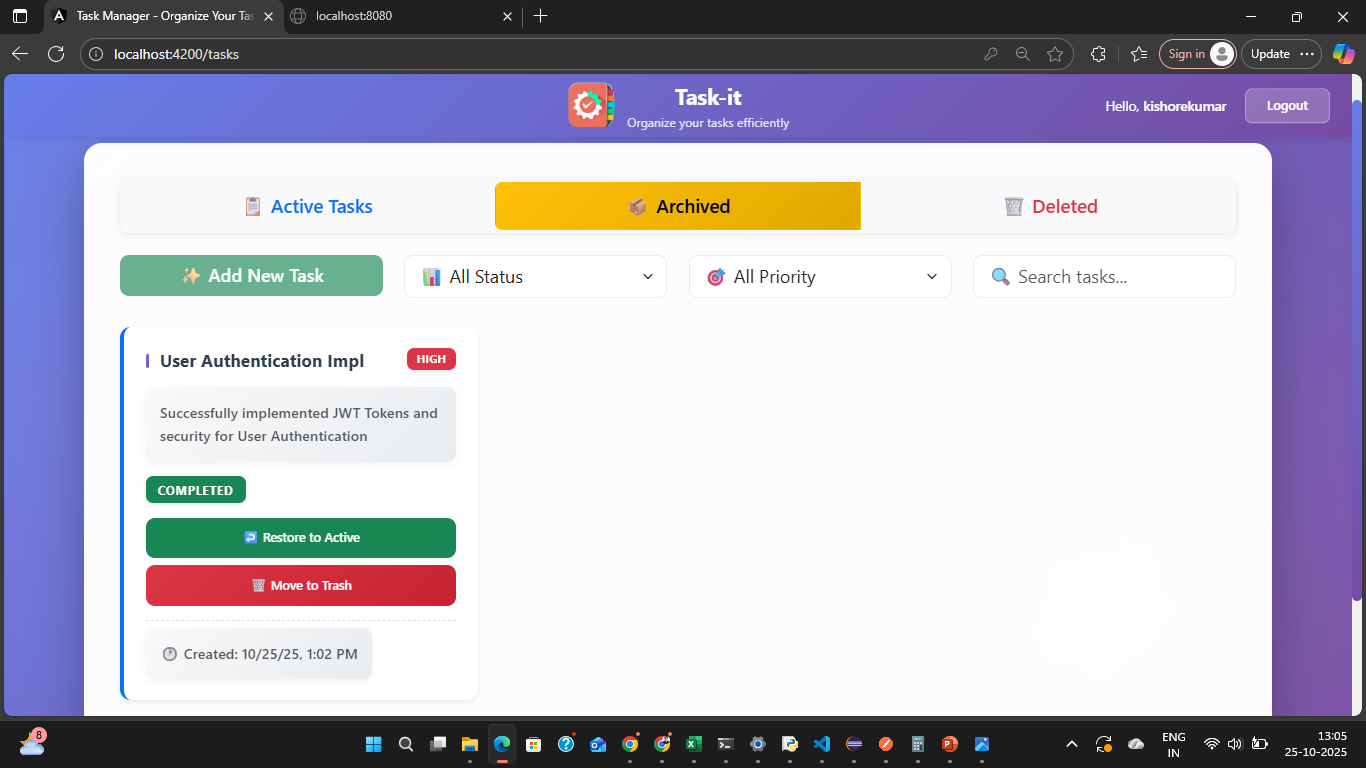 Task Manager - Organize Your Tas
localhost:8080
localhost:4200/tasks
Sign in
Update
Task-it
Organize your tasks efficiently
Hello, kishorekumar
Logout
Active Tasks
Archived
Deleted
Add New Task
All Status
All Priority
Search tasks...
User Authentication Impl
HIGH
Successfully implemented JWT Tokens and
security for User Authentication
COMPLETED
Restore to Active
Move to Trash
Created: 10/25/25, 1:02 PM
8
ENG
IN
13:05
25-10-2025